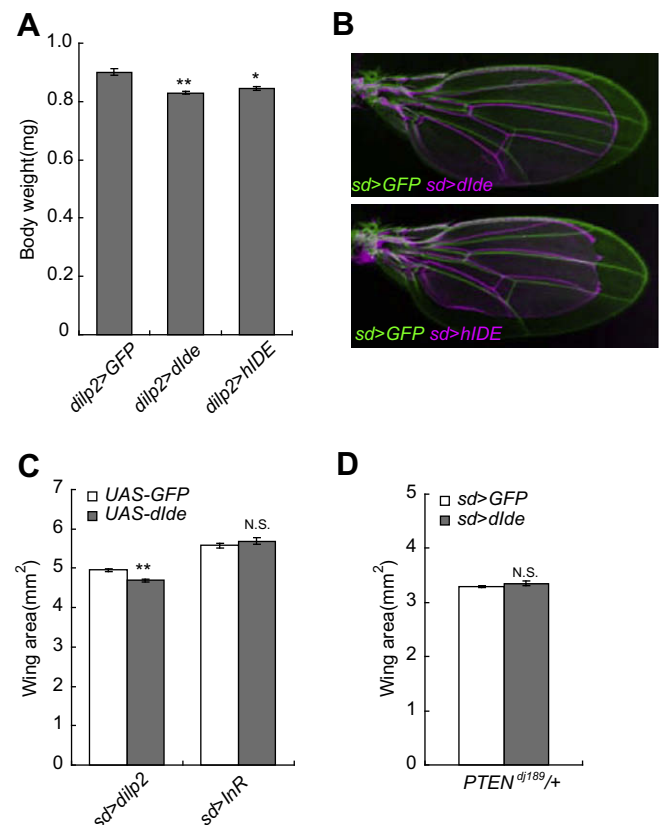 A
Body weight(mg)
1.0
0.8
0.6
0.4
0.2
0
**
*
dilp2>GFP
dilp2>dIde
dilp2>hIDE
B
sd>GFP sd>dIde
sd>GFP sd>hIDE
C
Wing area(mm²)
7
6
5
4
3
2
1
0
UAS-GFP
UAS-dIde
**
N.S.
sd>dilp2
sd>InR
D
Wing area(mm²)
5
4
3
2
1
0
sd>GFP
sd>dIde
N.S.
PTEN^dj189/+